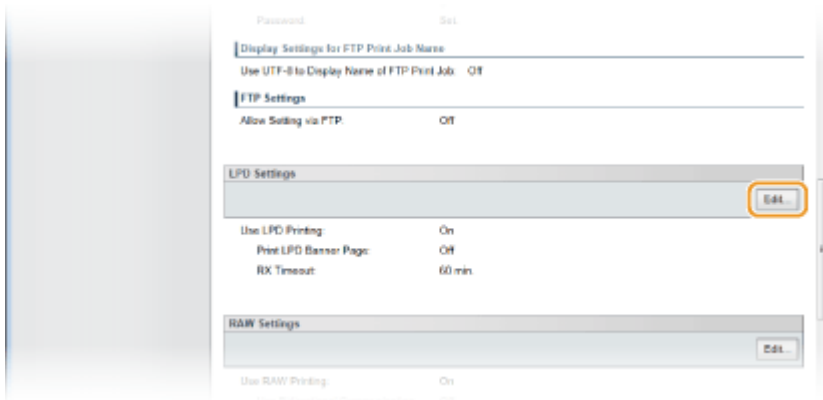 Password: Set
Display Settings for FTP Print Job Name
Use UTF-8 to Display Name of FTP Print Job: Off
FTP Settings
Allow Setting via FTP: Off
LPD Settings
Edit...
Use LPD Printing: On
Print LPD Banner Page: Off
RX Timeout: 60 min.
RAW Settings
Edit...
Use RAW Printing: On